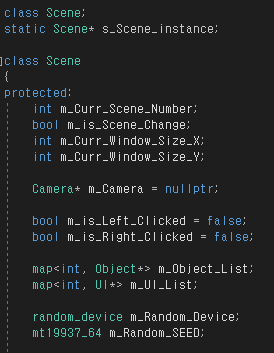 class Scene;
static Scene* s_Scene_instance;
class Scene
{
protected:
int m_Curr_Scene_Number;
bool m_is_Scene_Change;
int m_Curr_Window_Size_X;
int m_Curr_Window_Size_Y;
Camera* m_Camera = nullptr;
bool m_is_Left_Clicked = false;
bool m_is_Right_Clicked = false;
map<int, Object*> m_Object_List;
map<int, UI*> m_UI_List;
random_device m_Random_Device;
mt19937_64 m_Random_SEED;